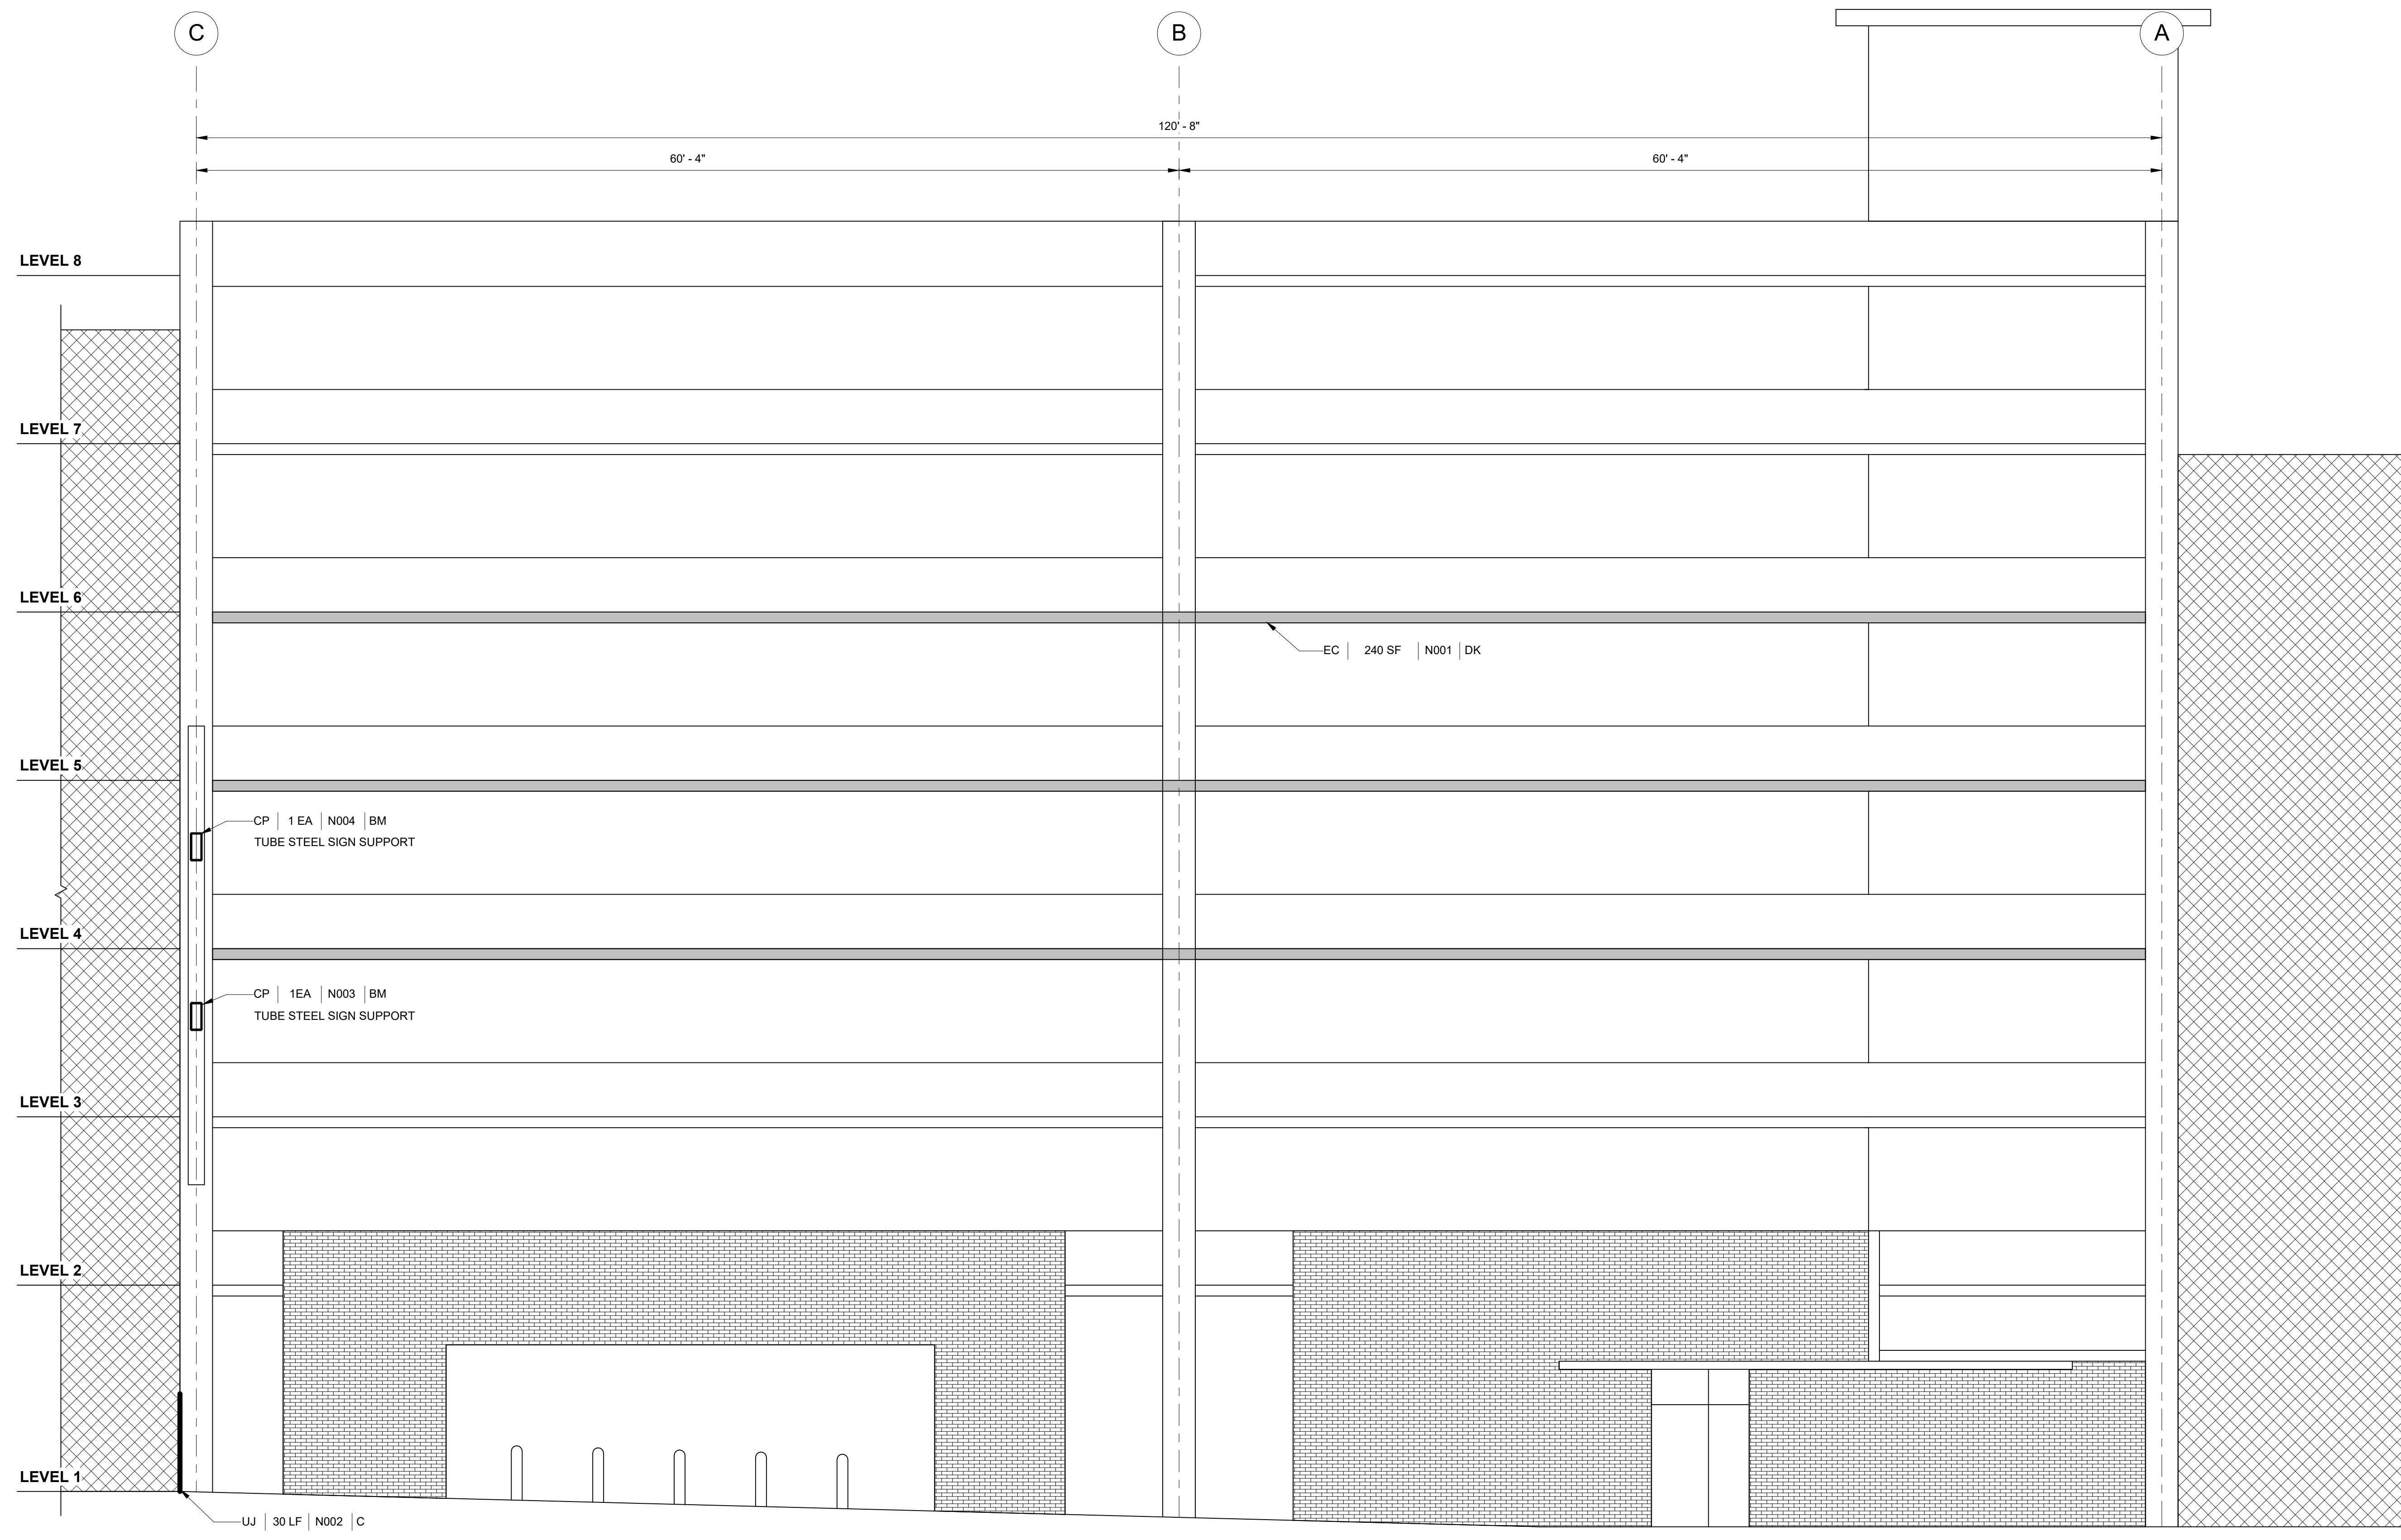 C
B
A
120' - 8"
60' - 4"
60' - 4"
LEVEL 8
LEVEL 7
LEVEL 6
EC 240 SF N001 DK
LEVEL 5
CP 1 EA N004 BM
TUBE STEEL SIGN SUPPORT
LEVEL 4
CP 1EA N003 BM
TUBE STEEL SIGN SUPPORT
LEVEL 3
LEVEL 2
LEVEL 1
UJ 30 LF N002 C